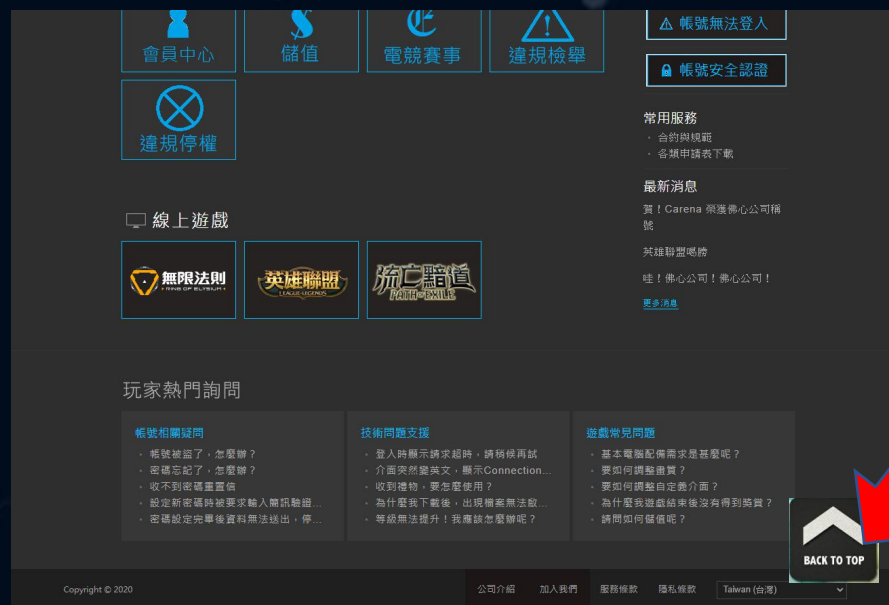 會員中心
儲值
電競賽事
違規檢舉
違規停權
帳號無法登入
帳號安全認證
常用服務
合約與規範
各類申請表下載
最新消息
賀！Carena 榮獲佛心公司稱
號
英雄聯盟唱勝
哇！佛心公司！佛心公司！
更多消息
線上遊戲
無限法則
RING OF ELYSIUM
英雄聯盟
LEAGUE LEGENDS
流亡黯道
PATH OF EXILE
玩家熱門詢問
帳號相關疑問
帳號被盜了，怎麼辦？
密碼忘記了，怎麼辦？
收不到密碼重置信
設定新密碼時被要求輸入簡訊驗證...
密碼設定完畢後資料無法送出，停...
技術問題支援
登入時顯示請求超時，請稍候再試
介面突然變英文，顯示Connection...
收到禮物，要怎麼使用？
為什麼我下載後，出現檔案無法啟...
等級無法提升！我應該怎麼辦呢？
遊戲常見問題
基本電腦配備需求是甚麼呢？
要如何調整畫質？
要如何調整自定義介面？
為什麼我遊戲結束後沒有得到獎賞？
請問如何儲值呢？
BACK TO TOP
Copyright © 2020
公司介紹
加入我們
服務條款
隱私條款
Taiwan (台灣)